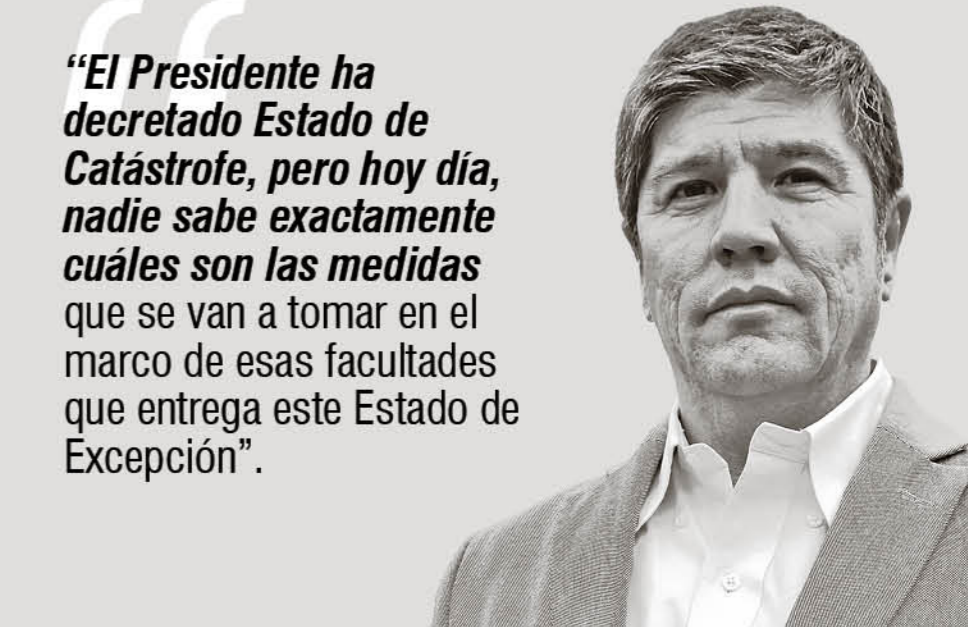 “El Presidente ha
decretado Estado de
Catástrofe, pero hoy día,
nadie sabe exactamente
cuáles son las medidas
que se van a tomar en el
marco de esas facultades
que entrega este Estado de
Excepción”.